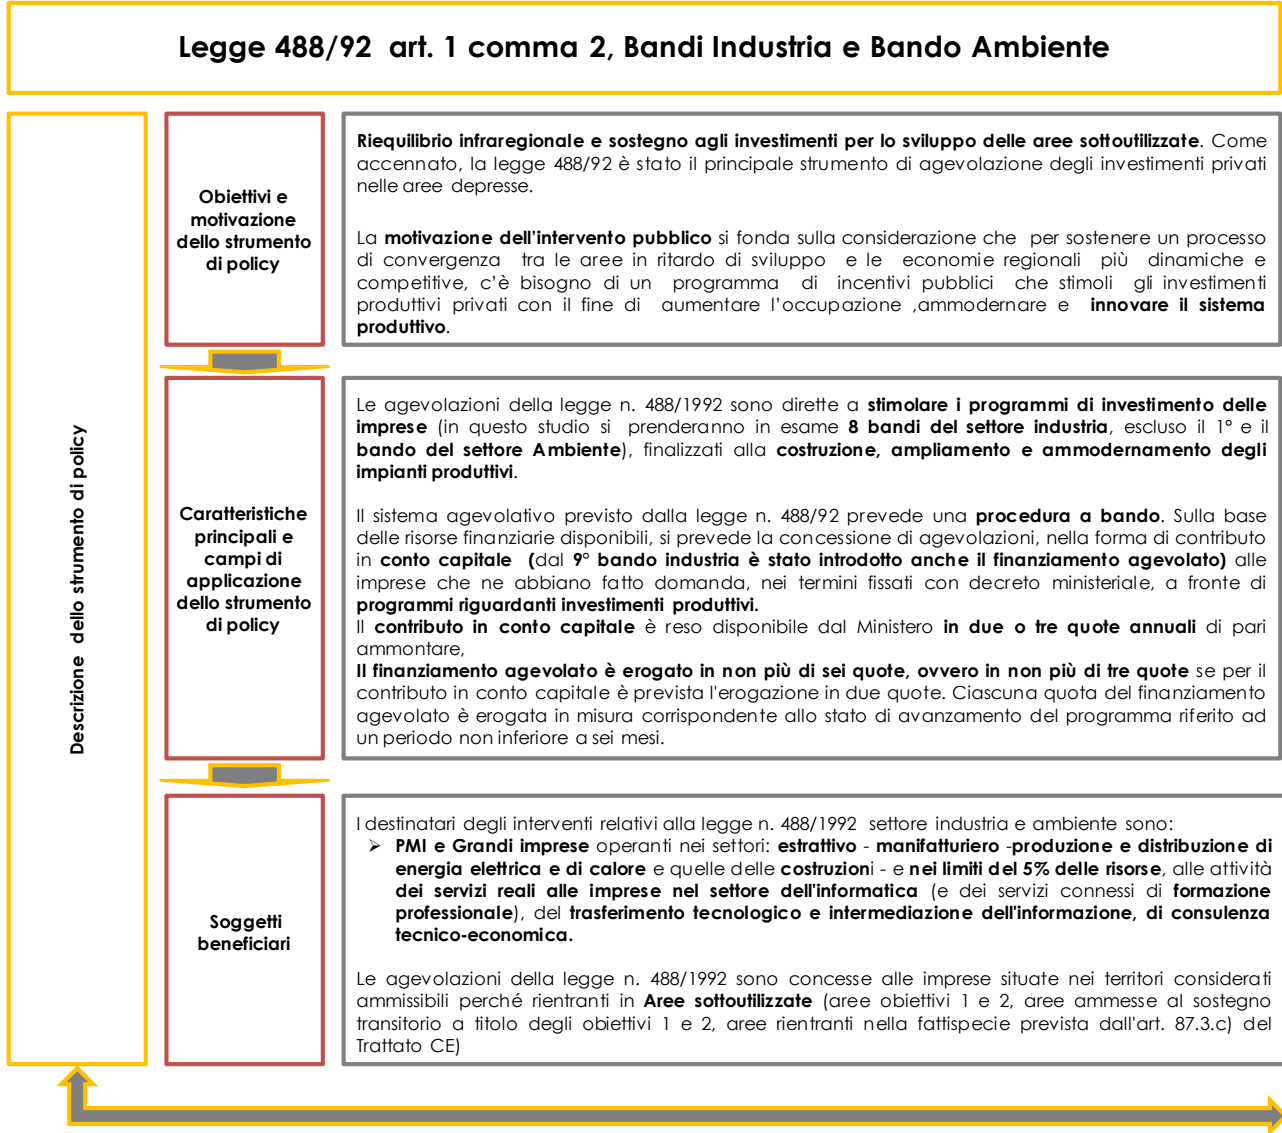 Legge 488/92 art. 1 comma 2, Bandi Industria e Bando Ambiente
Descrizione dello strumento di policy
Obiettivi e
motivazione
dello strumento
di policy
Riequilibrio infraregionale e sostegno agli investimenti per lo sviluppo delle aree sottoutilizzate. Come
accennato, la legge 488/92 è stato il principale strumento di agevolazione degli investimenti privati
nelle aree depresse.
La motivazione dell'intervento pubblico si fonda sulla considerazione che per sostenere un processo
di convergenza tra le aree in ritardo di sviluppo e le economie regionali più dinamiche e
competitive, c'è bisogno di un programma di incentivi pubblici che stimoli gli investimenti
produttivi privati con il fine di aumentare l'occupazione ,ammodernare e innovare il sistema
produttivo.
Caratteristiche
principali e
campi di
applicazione
dello strumento
di policy
Le agevolazioni della legge n. 488/1992 sono dirette a stimolare i programmi di investimento delle
imprese (in questo studio si prenderanno in esame 8 bandi del settore industria, escluso il 1° e il
bando del settore Ambiente), finalizzati alla costruzione, ampliamento e ammodernamento degli
impianti produttivi.
Il sistema agevolativo previsto dalla legge n. 488/92 prevede una procedura a bando. Sulla base
delle risorse finanziarie disponibili, si prevede la concessione di agevolazioni, nella forma di contributo
in conto capitale (dal 9° bando industria è stato introdotto anche il finanziamento agevolato) alle
imprese che ne abbiano fatto domanda, nei termini fissati con decreto ministeriale, a fronte di
programmi riguardanti investimenti produttivi.
Il contributo in conto capitale è reso disponibile dal Ministero in due o tre quote annuali di pari
ammontare,
Il finanziamento agevolato è erogato in non più di sei quote, ovvero in non più di tre quote se per il
contributo in conto capitale è prevista l'erogazione in due quote. Ciascuna quota del finanziamento
agevolato è erogata in misura corrispondente allo stato di avanzamento del programma riferito ad
un periodo non inferiore a sei mesi.
Soggetti
beneficiari
I destinatari degli interventi relativi alla legge n. 488/1992 settore industria e ambiente sono:
➢ PMI e Grandi imprese operanti nei settori: estrattivo - manifatturiero -produzione e distribuzione di
energia elettrica e di calore e quelle delle costruzioni - e nei limiti del 5% delle risorse, alle attività
dei servizi reali alle imprese nel settore dell'informatica (e dei servizi connessi di formazione
professionale), del trasferimento tecnologico e intermediazione dell'informazione, di consulenza
tecnico-economica.
Le agevolazioni della legge n. 488/1992 sono concesse alle imprese situate nei territori considerati
ammissibili perché rientranti in Aree sottoutilizzate (aree obiettivi 1 e 2, aree ammesse al sostegno
transitorio a titolo degli obiettivi 1 e 2, aree rientranti nella fattispecie prevista dall'art. 87.3.c) del
Trattato CE)